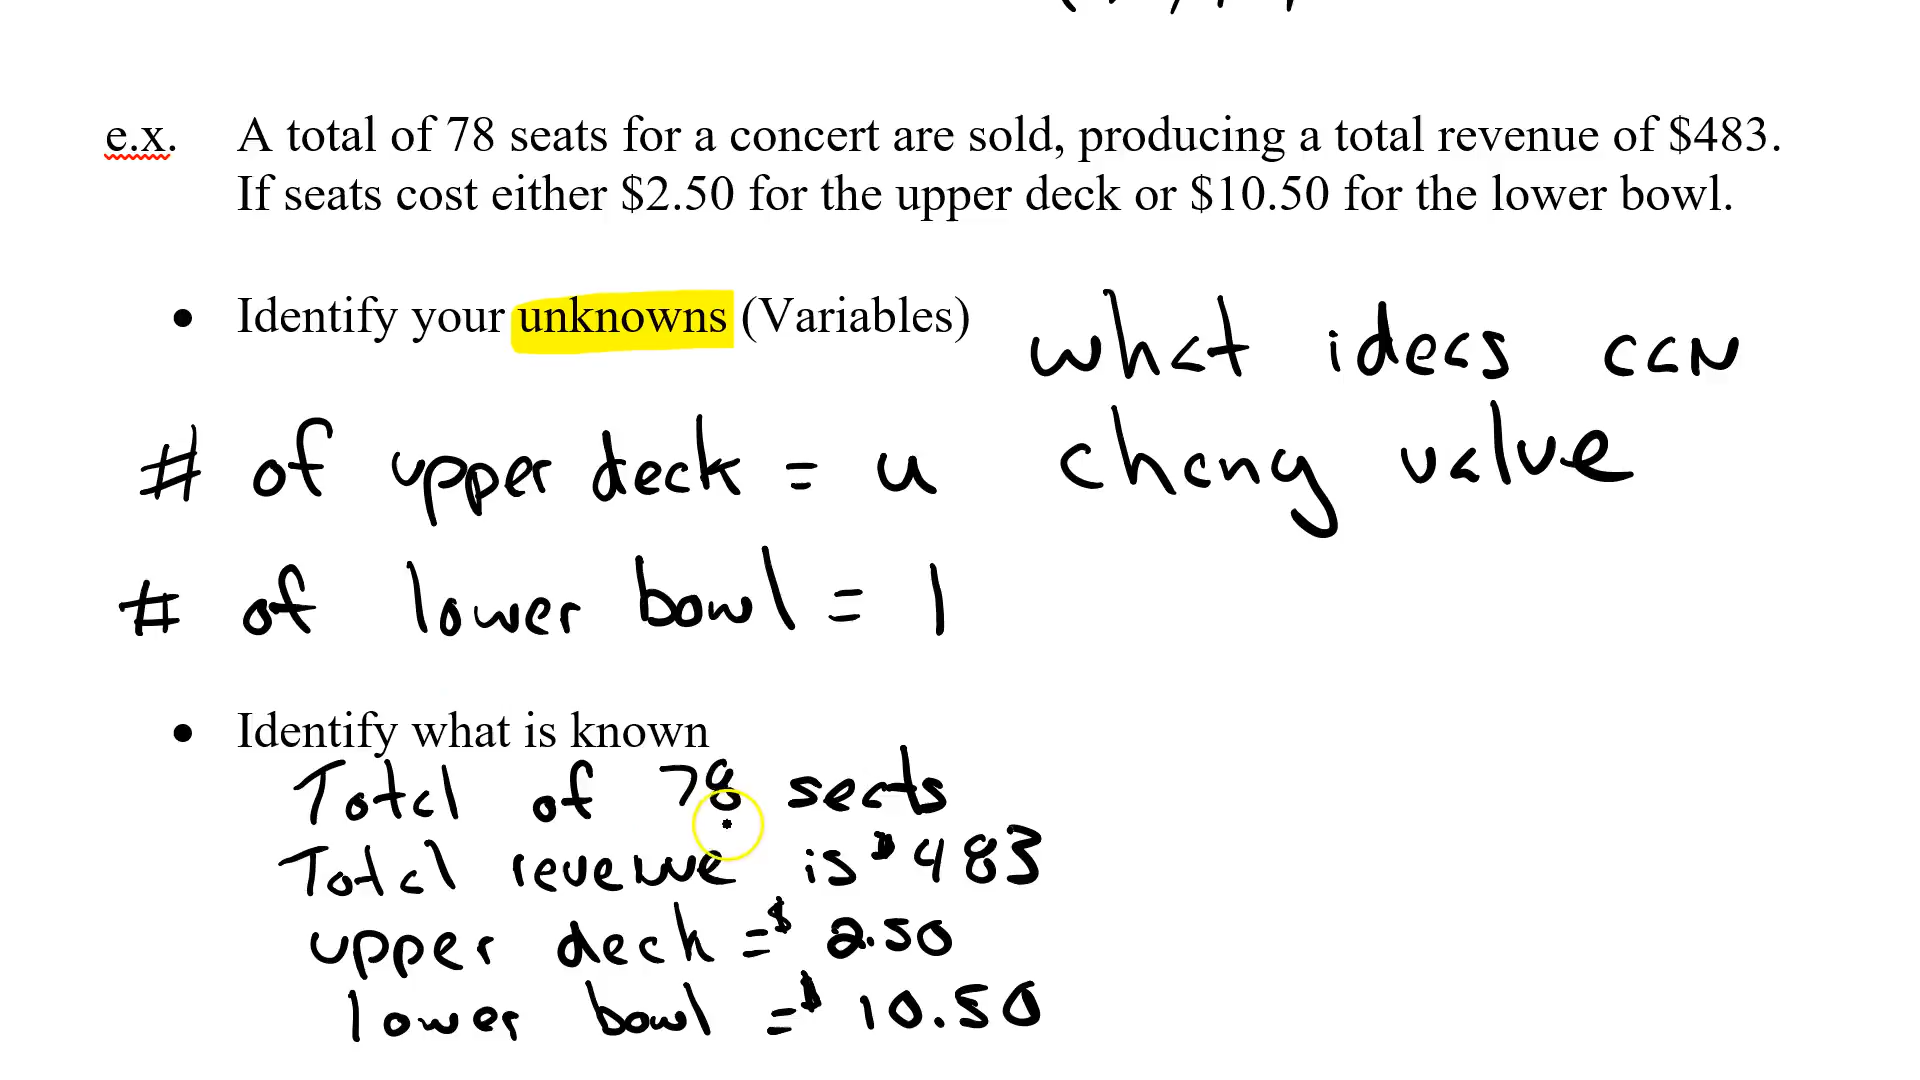 e.x. A total of 78 seats for a concert are sold, producing a total revenue of $483.
If seats cost either $2.50 for the upper deck or $10.50 for the lower bowl.
• Identify your unknowns (Variables)
what ideas can
chang value
# of upper deck = u
# of lower bowl = l
• Identify what is known
Total of 78 seats
Total revenue is $483
upper deck = $2.50
lower bowl = $10.50